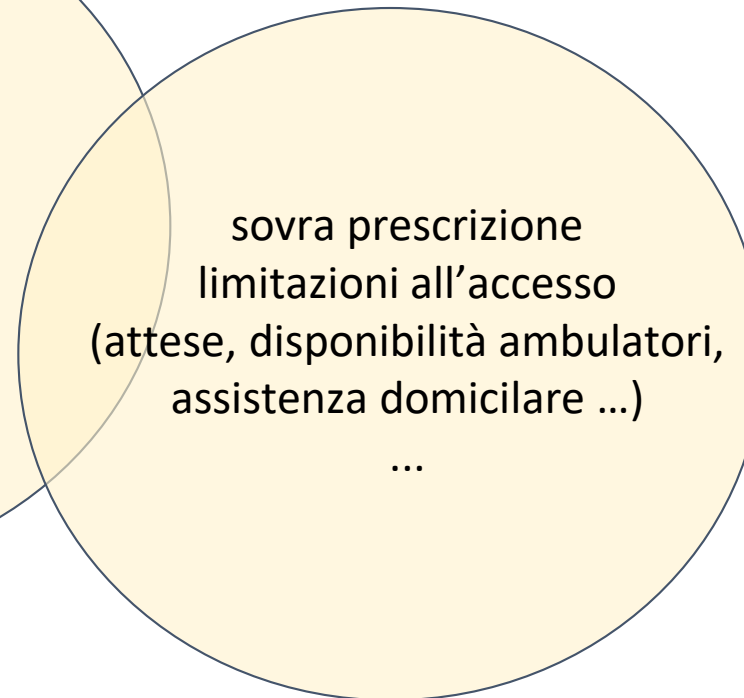 sovra prescrizione
limitazioni all’accesso
(attese, disponibilità ambulatori,
assistenza domicilare …)
...